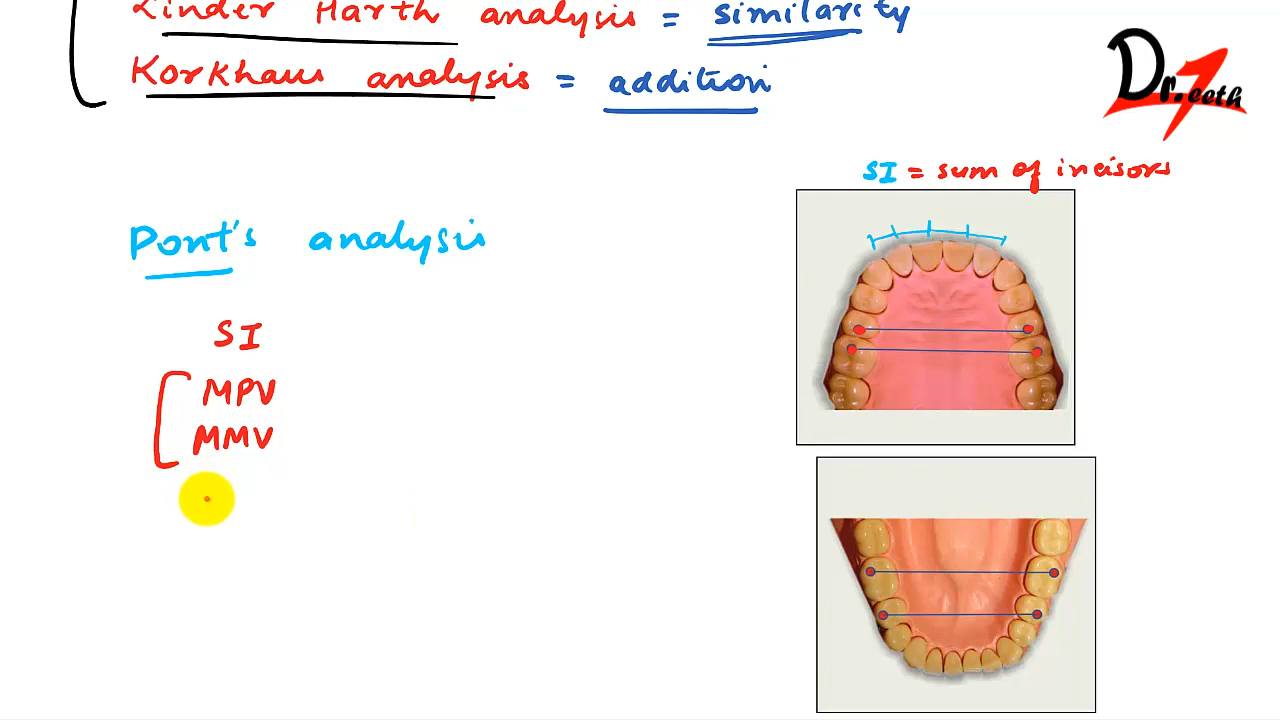 Linder Harth analysis = similarity
Korkhaus analysis = addition
Dr. Teeth
SI = sum of incisors
Pont's analysis
SI
MPV
MMV